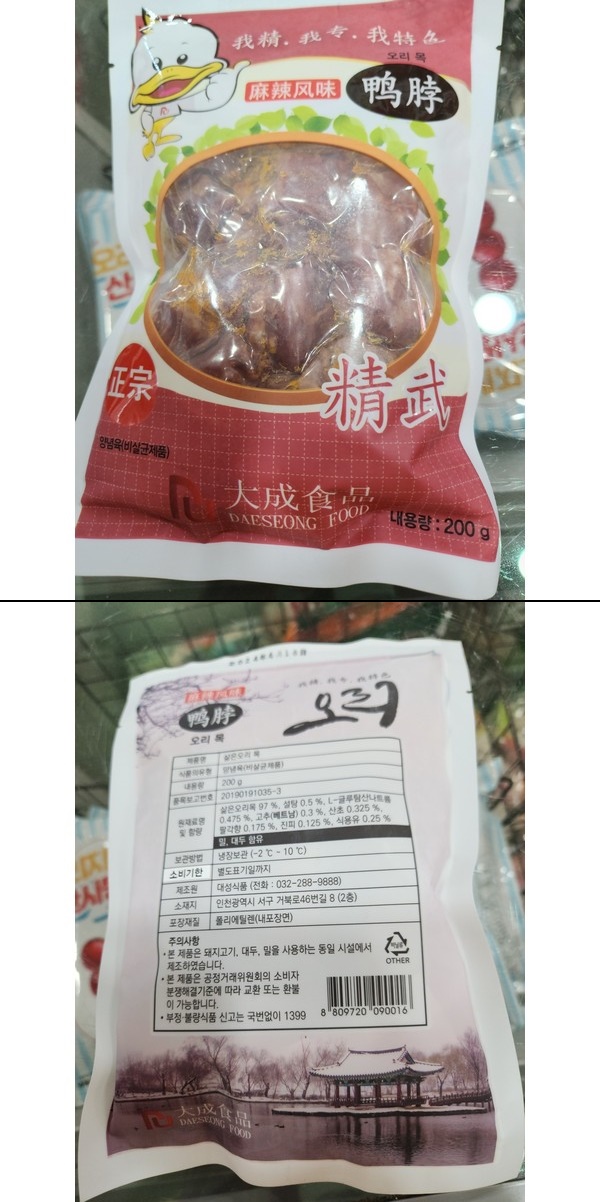 我精.我专.我特色
오리 목
麻辣风味
鸭脖
正宗
精武
양념육(비살균제품)
大成食品
DAESEONG FOOD
내용량 : 200 g
麻辣风味
鸭脖
오리 목
오리
제품명 삶은오리 목
식품의유형 양념육(비살균제품)
내용량 200 g
품목보고번호 20190191035-3
원재료명 및 함량 삶은오리목 97 %, 설탕 0.5 %, L-글루탐산나트륨
0.475 %, 고추(베트남) 0.3 %, 산초 0.325 %,
팔각향 0.175 %, 진피 0.125 %, 식용유 0.25 %
밀, 대두 함유
보관방법 냉장보관 (-2 ℃ ~ 10 ℃)
소비기한 별도표기일까지
제조원 대성식품 (전화 : 032-288-9888)
소재지 인천광역시 서구 거북로46번길 8 (2층)
포장재질 폴리에틸렌(내포장면)
주의사항
• 본 제품은 돼지고기, 대두, 밀을 사용하는 동일 시설에서
제조하였습니다.
• 본 제품은 공정거래위원회의 소비자
분쟁해결기준에 따라 교환 또는 환불
이 가능합니다.
• 부정·불량식품 신고는 국번없이 1399
OTHER
8 809720 090016
大成食品
DAESEONG FOOD